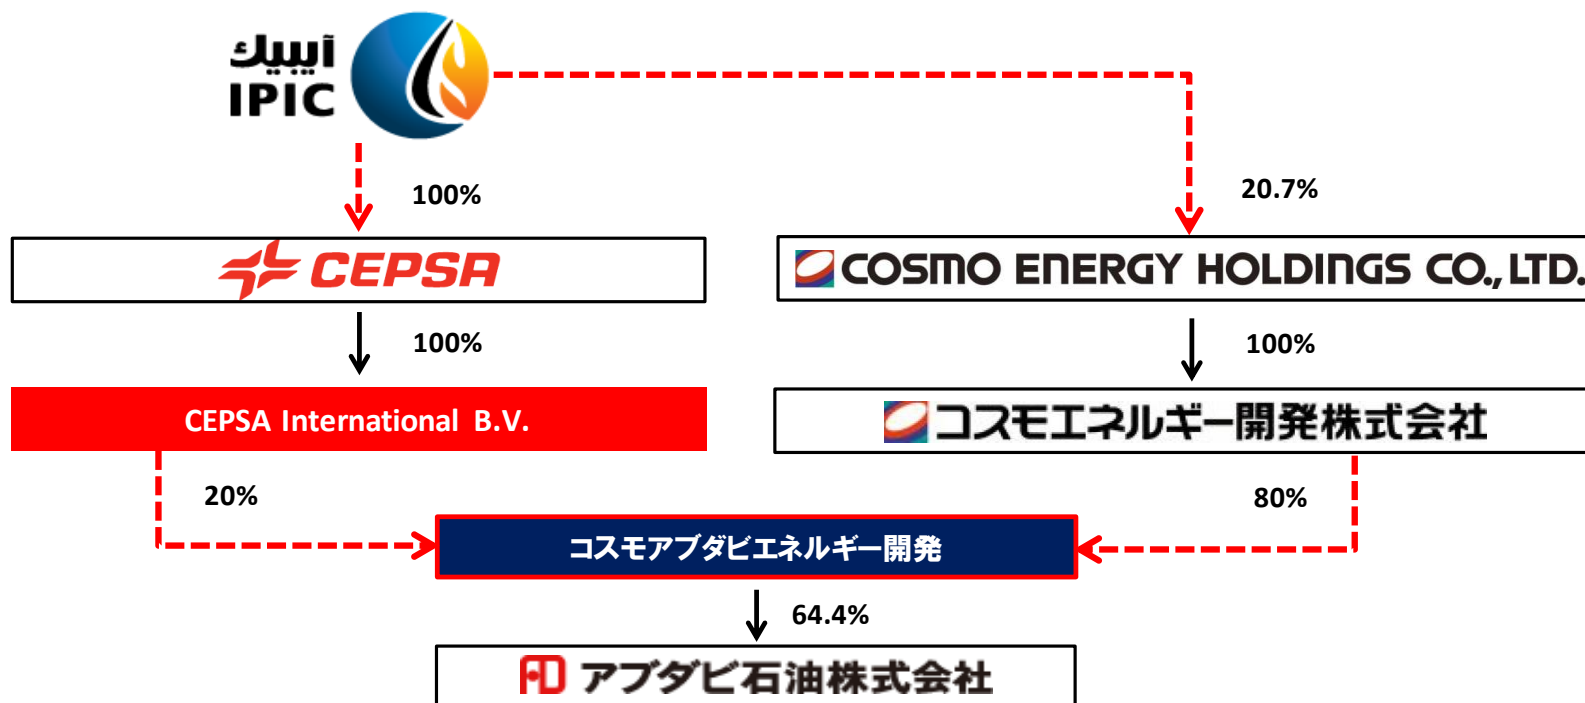 آيبيك
IPIC
100%
20.7%
CEPSA
COSMO ENERGY HOLDINGS CO., LTD.
100%
100%
CEPSA International B.V.
コスモエネルギー開発株式会社
20%
80%
コスモアブダビエネルギー開発
64.4%
アブダビ石油株式会社